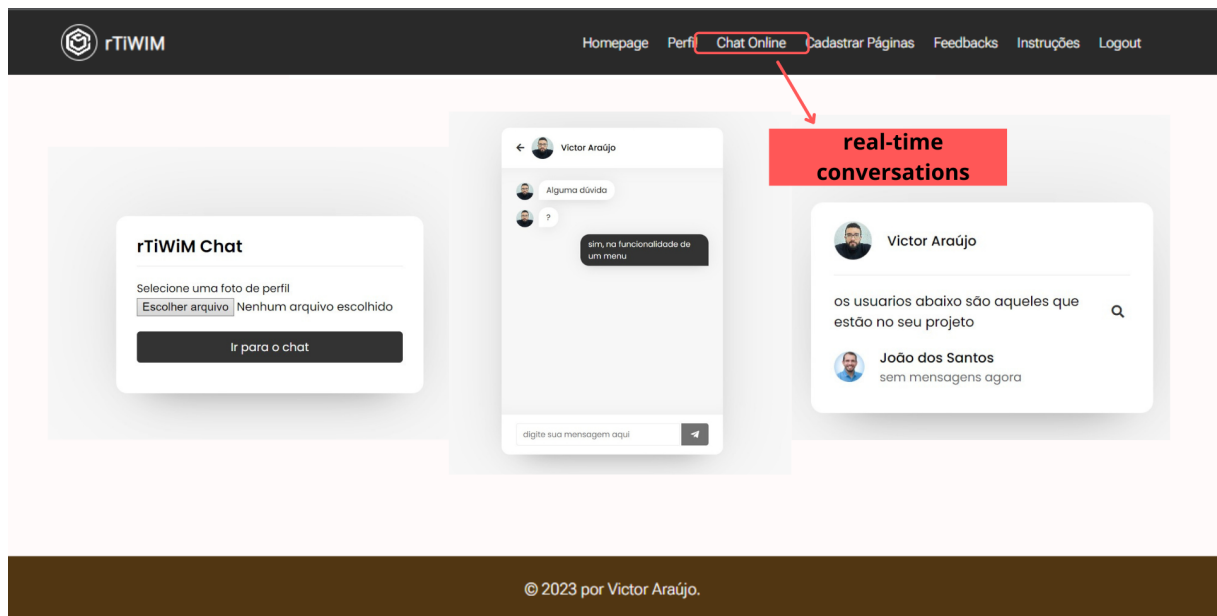 rTiWIM
Homepage Perfil Chat Online Cadastrar Páginas Feedbacks Instruções Logout
real-time
conversations
rTiWiM Chat
Selecione uma foto de perfil
Escolher arquivo Nenhum arquivo escolhido
Ir para o chat
Victor Araújo
Alguma dúvida
?
sim, na funcionalidade de
um menu
digite sua mensagem aqui
Victor Araújo
os usuarios abaixo são aqueles que
estão no seu projeto
João dos Santos
sem mensagens agora
© 2023 por Victor Araújo.